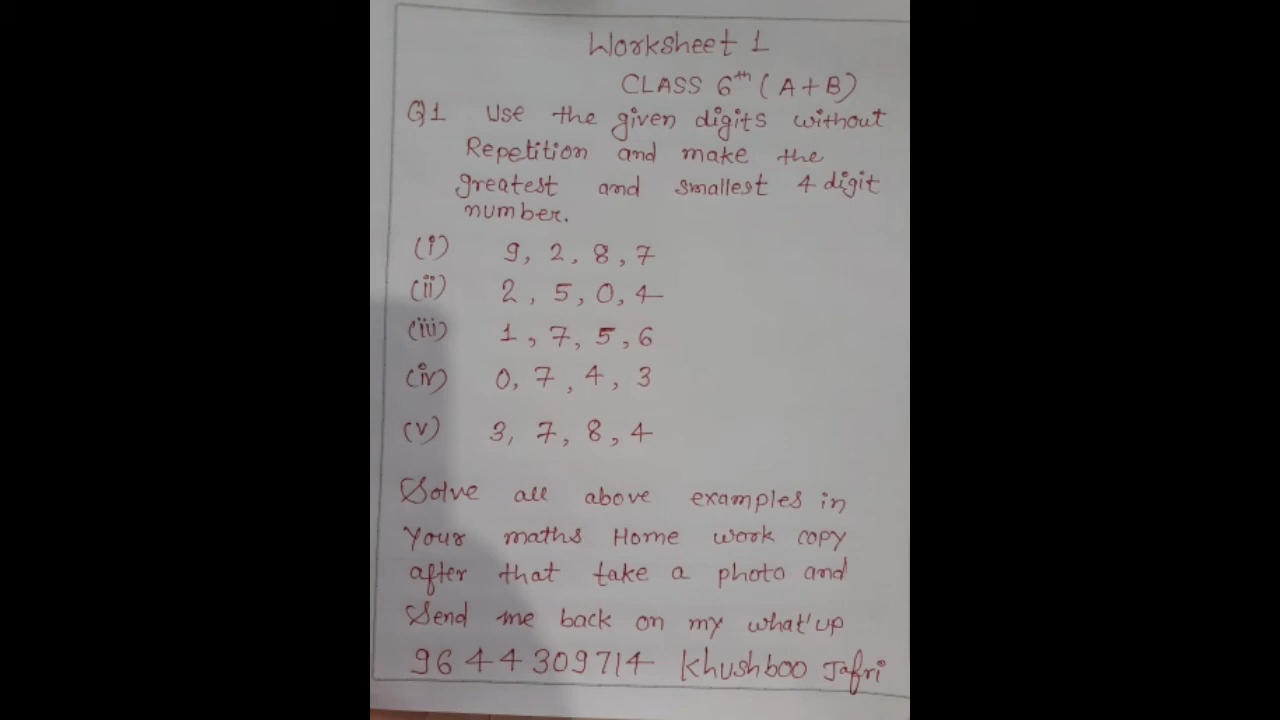 Worksheet 1
CLASS 6th (A+B)
Q1 Use the given digits without
Repetition and make the
greatest and smallest 4 digit
number.
(i) 9, 2, 8, 7
(ii) 2, 5, 0, 4
(iii) 1, 7, 5, 6
(iv) 0, 7, 4, 3
(v) 3, 7, 8, 4
Solve all above examples in
Your maths Home work copy
after that take a photo and
Send me back on my what'up
9644309714 Khushboo Jafri